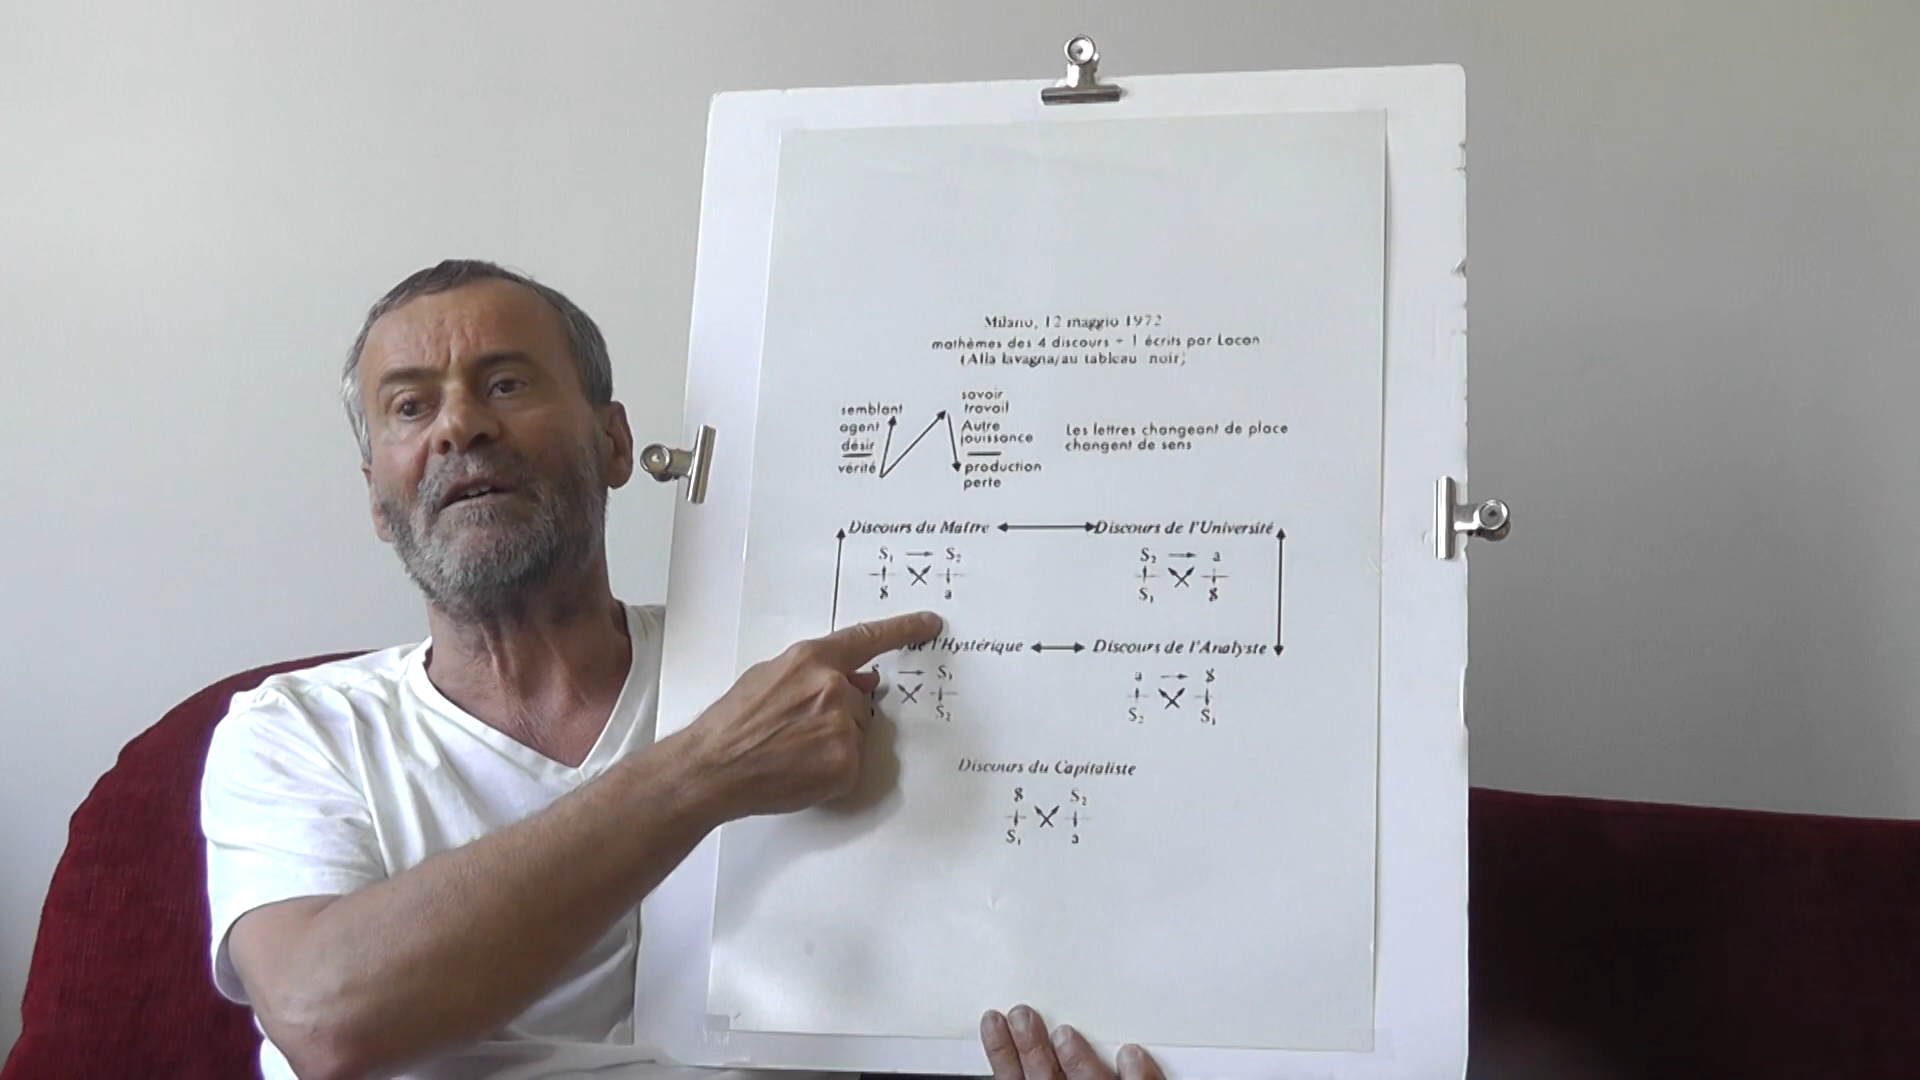 Milano, 12 maggio 1972
mathèmes des 4 discours + 1 écrits par Lacan
(Alla lavagna/au tableau noir)
semblant
agent
désir
vérité
savoir
travail
Autre
jouissance
production
perte
Les lettres changeant de place
changent de sens
Discours du Maître
Discours de l'Université
S₁ → S₂
$ a
S₂ → a
S₁ $
de l'Hystérique
Discours de l'Analyste
$ → S₁
S₂
a → $
S₂ S₁
Discours du Capitaliste
$ S₂
S₁ a